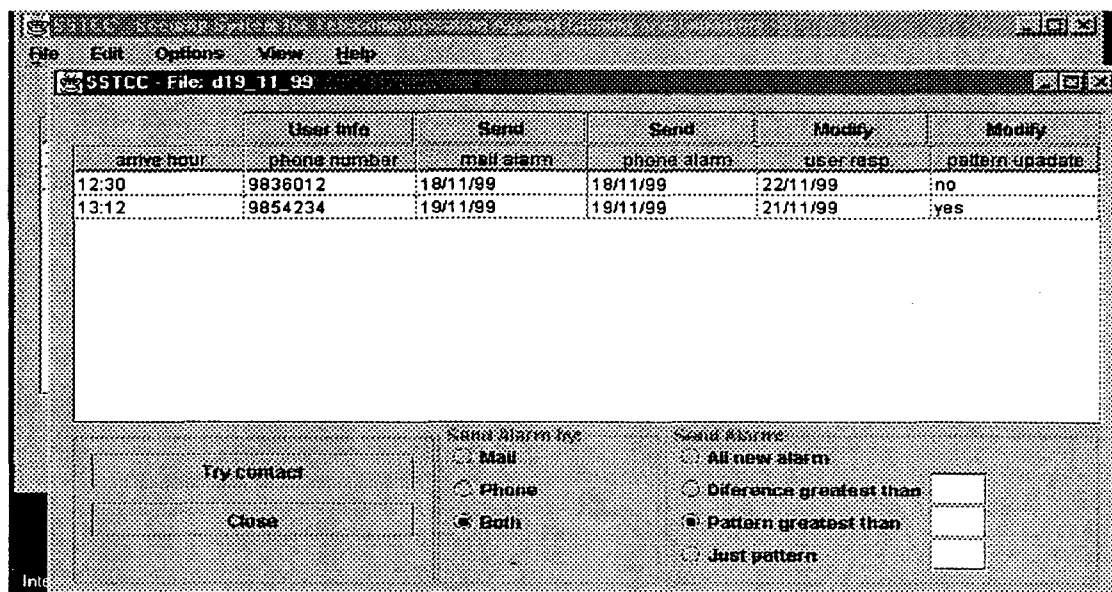 File Edit Options View Help
SSTCC - File: d19_11_99
User Info Send Send Modify Modify
arrive hour phone number mail alarm phone alarm user resp. pattern upadate
12:30 9836012 18/11/99 18/11/99 22/11/99 no
13:12 9854234 19/11/99 19/11/99 21/11/99 yes
Send Alarm by:
Mail
Phone
Both
Send Alarm:
All new alarm
Diference greatest than
Pattern greatest than
Just pattern
Try contact
Close
Inte